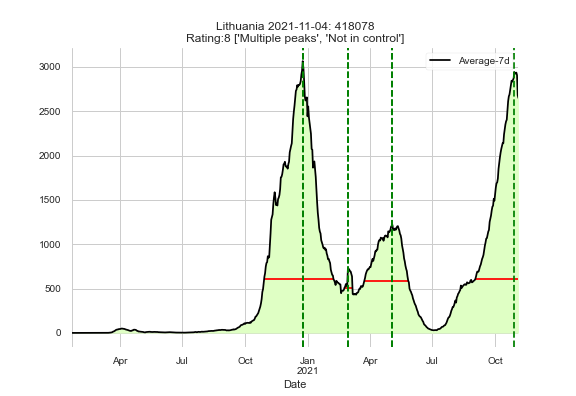 Lithuania 2021-11-04: 418078
Rating:8 ['Multiple peaks', 'Not in control']
Average-7d
3000
2500
2000
1500
1000
500
0
Apr Jul Oct Jan Apr Jul Oct
2021
Date